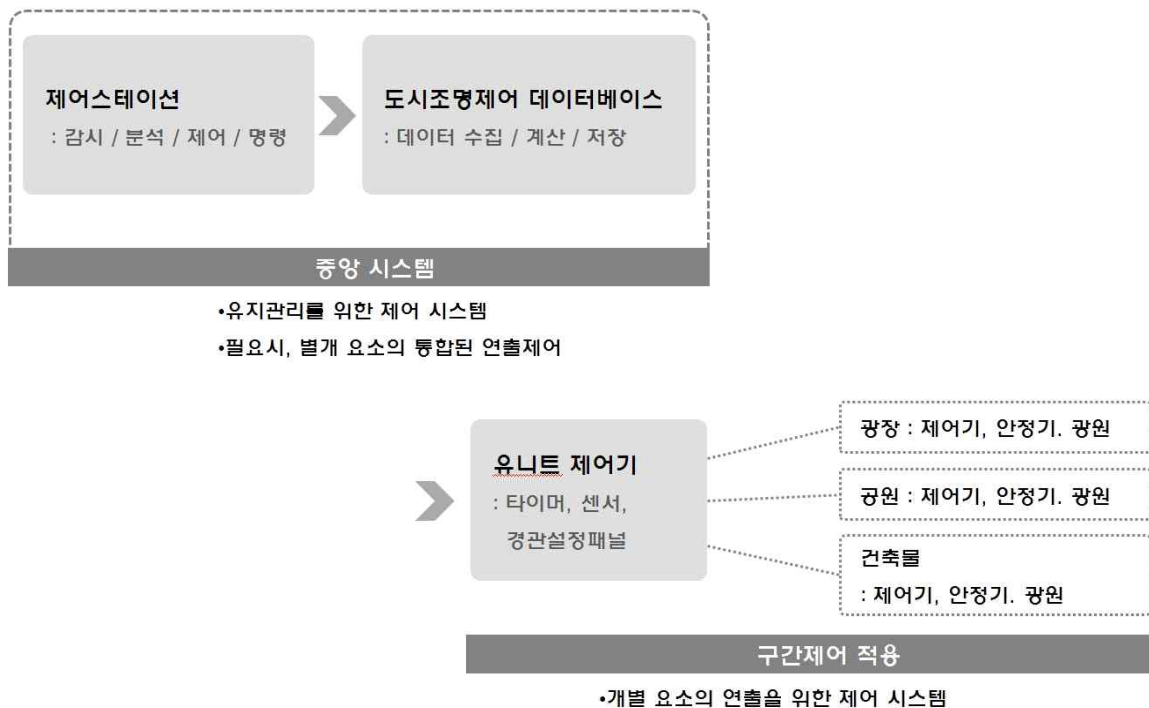 제어스테이션
: 감시 / 분석 / 제어 / 명령
도시조명제어 데이터베이스
: 데이터 수집 / 계산 / 저장
중앙 시스템
•유지관리를 위한 제어 시스템
•필요시, 별개 요소의 통합된 연출제어
유니트 제어기
: 타이머, 센서,
경관설정패널
광장 : 제어기, 안정기. 광원
공원 : 제어기, 안정기. 광원
건축물
: 제어기, 안정기. 광원
구간제어 적용
•개별 요소의 연출을 위한 제어 시스템